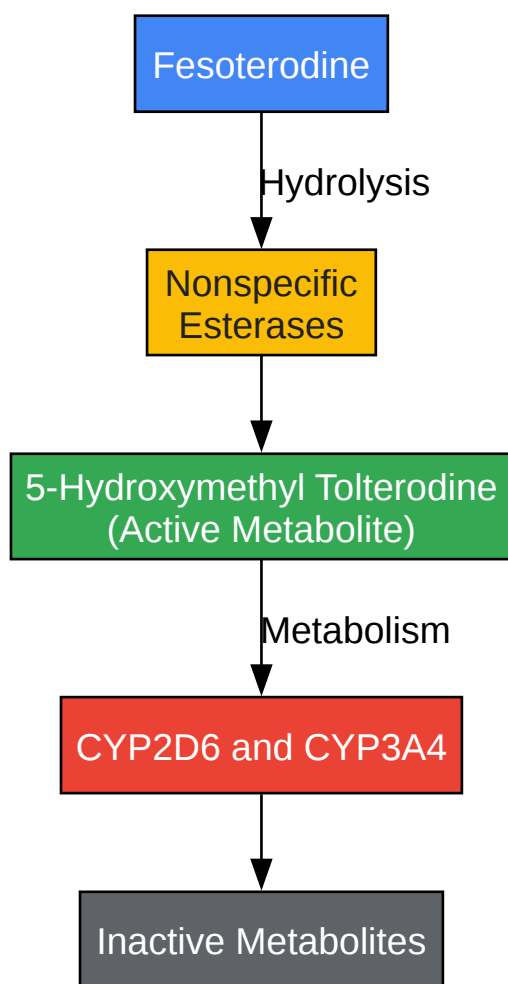 Fesoterodine
Hydrolysis
Nonspecific
Esterases
5-Hydroxymethyl Tolterodine
(Active Metabolite)
Metabolism
CYP2D6 and CYP3A4
Inactive Metabolites